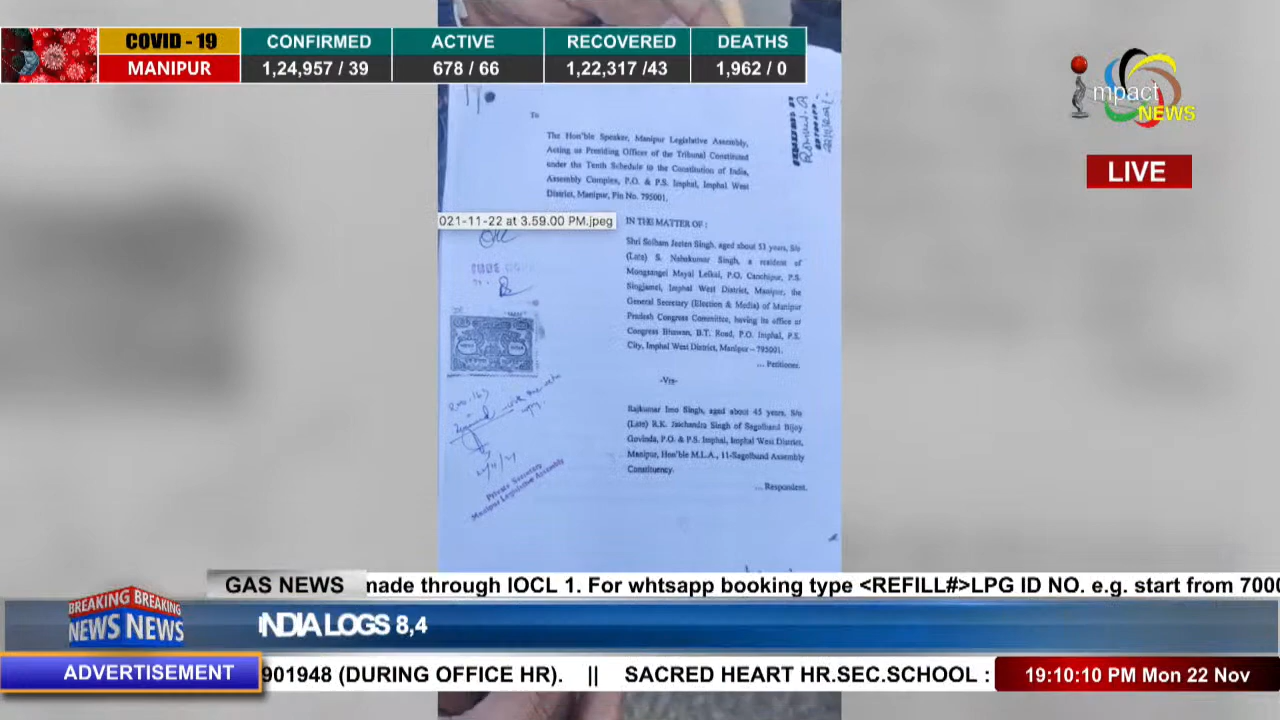 COVID - 19
MANIPUR
CONFIRMED
1,24,957 / 39
ACTIVE
678 / 66
RECOVERED
1,22,317 /43
DEATHS
1,962 / 0
impact
NEWS
LIVE
To
The Hon'ble Speaker, Manipur Legislative Assembly,
Acting as Presiding Officer of the Tribunal Constituted
under the Tenth Schedule to the Constitution of India,
Assembly Complex, P.O. & P.S. Imphal, Imphal West
District, Manipur, Pin No. 795001.
021-11-22 at 3.59.00 PM.jpeg
IN THE MATTER OF :
Shri Soiham Jeeten Singh, aged about 53 years, S/o
(Late) S. Nabakumar Singh, a resident of
Mongsangei Mayai Leikai, P.O. Canchipur, P.S.
Singjamei, Imphal West District, Manipur, the
General Secretary (Election & Media) of Manipur
Pradesh Congress Committee, having its office at
Congress Bhawan, B.T. Road, P.O. Imphal, P.S.
City, Imphal West District, Manipur – 795001.
... Petitioner.
-Vrs-
Rajkumar Imo Singh, aged about 45 years, S/o
(Late) R.K. Jaichandra Singh of Sagolband Bijoy
Govinda, P.O. & P.S. Imphal, Imphal West District,
Manipur, Hon'ble M.L.A., 11-Sagolband Assembly
Constituency.
... Respondent.
Private Secretary
Manipur Legislative Assembly
GAS NEWS
made through IOCL 1. For whtsapp booking type <REFILL#>LPG ID NO. e.g. start from 7000
BREAKING BREAKING
NEWS NEWS
INDIA LOGS 8,4
ADVERTISEMENT
901948 (DURING OFFICE HR). || SACRED HEART HR.SEC.SCHOOL :
19:10:10 PM Mon 22 Nov